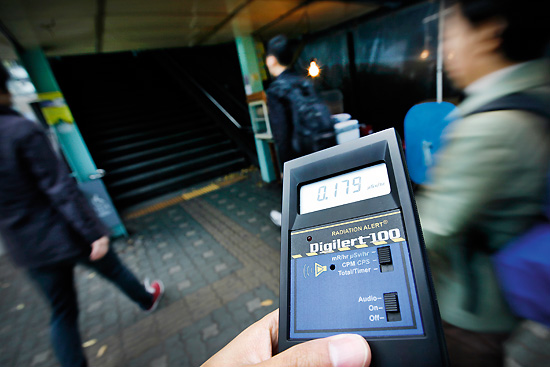 0.179
RADIATION ALERT®
Digilert 100
mR/hr µSv/hr
CPM CPS
Total/Timer
Audio
On
Off